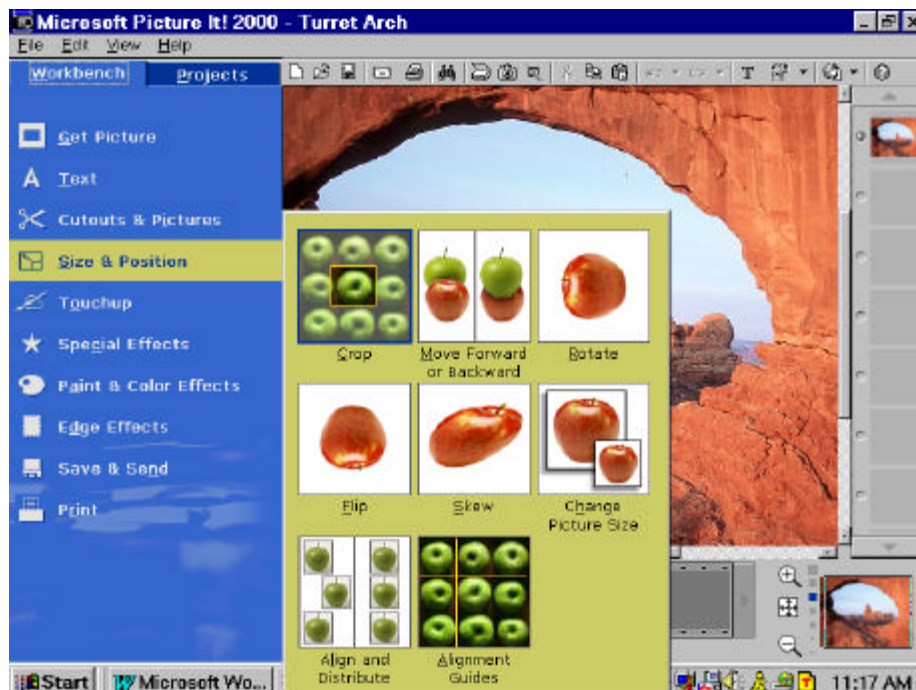 Microsoft Picture It! 2000 - Turret Arch
File Edit View Help
Workbench Projects
Get Picture
Text
Cutouts & Pictures
Size & Position
Touchup
Special Effects
Paint & Color Effects
Edge Effects
Save & Send
Print
Crop
Move Forward
or Backward
Rotate
Flip
Skew
Change
Picture Size
Align and
Distribute
Alignment
Guides
Start
Microsoft Wo...
11:17 AM